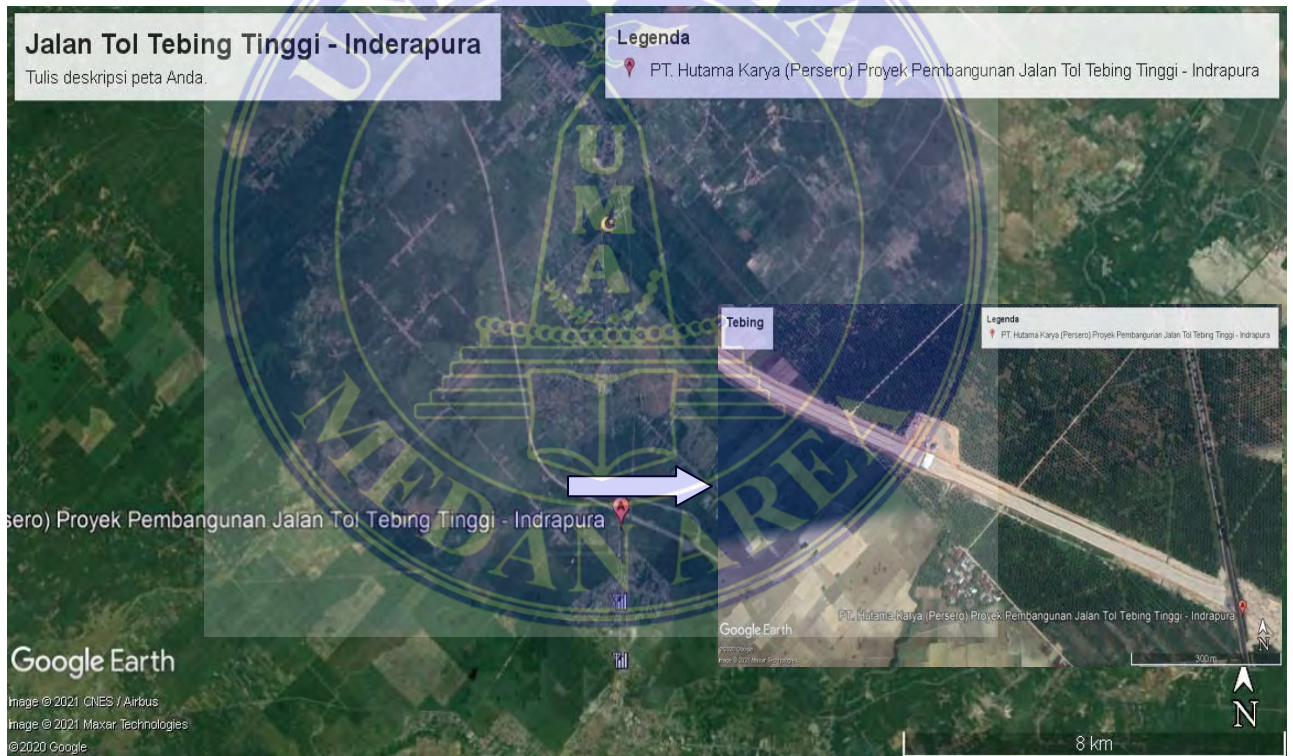 Jalan Tol Tebing Tinggi - Inderapura
Tulis deskripsi peta Anda.
Legenda
PT. Hutama Karya (Persero) Proyek Pembangunan Jalan Tol Tebing Tinggi - Indrapura
UMA
MEDAN AREA
Tebing
Legenda
PT. Hutama Karya (Persero) Proyek Pembangunan Jalan Tol Tebing Tinggi - Indrapura
sero) Proyek Pembangunan Jalan Tol Tebing Tinggi - Indrapura
PT. Hutama Karya (Persero) Proyek Pembangunan Jalan Tol Tebing Tinggi - Indrapura
Google Earth
N
300 m
Google Earth
Image © 2021 CNES / Airbus
Image © 2021 Maxar Technologies
© 2020 Google
N
8 km